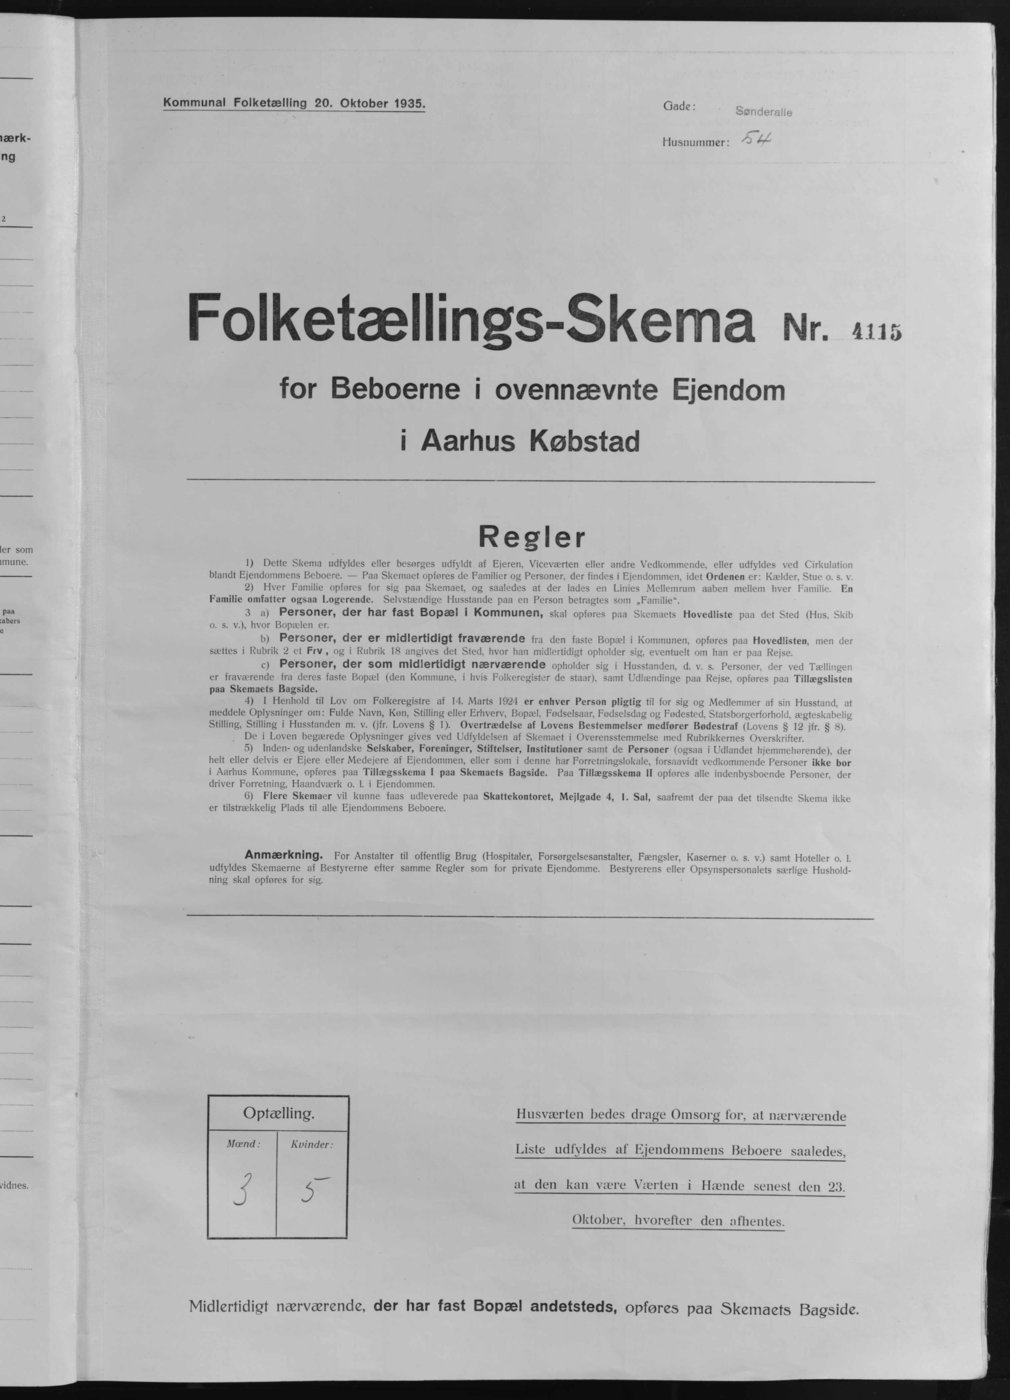 Kommunal Folketælling 20. Oktober 1935.
Gade: Sønderalle
Husnummer: 54
Folketællings-Skema Nr. 4115
for Beboerne i ovennævnte Ejendom
i Aarhus Købstad
Regler
1) Dette Skema udfyldes eller besørges udfyldt af Ejeren, Viceværten eller andre Vedkommende, eller udfyldes ved Cirkulation
blandt Ejendommens Beboere. — Paa Skemaet opføres de Familier og Personer, der findes i Ejendommen, idet Ordenen er: Kælder, Stue o. s. v.
2) Hver Familie opføres for sig paa Skemaet, og saaledes at der lades en Linies Mellemrum aaben mellem hver Familie. En
Familie omfatter ogsaa Logerende. Selvstændige Husstande paa en Person betragtes som „Familie".
3 a) Personer, der har fast Bopæl i Kommunen, skal opføres paa Skemaets Hovedliste paa det Sted (Hus, Skib
o. s. v.), hvor Bopælen er.
b) Personer, der er midlertidigt fraværende fra den faste Bopæl i Kommunen, opføres paa Hovedlisten, men der
sættes i Rubrik 2 et Frv, og i Rubrik 18 angives det Sted, hvor han midlertidigt opholder sig, eventuelt om han er paa Rejse.
c) Personer, der som midlertidigt nærværende opholder sig i Husstanden, d. v. s. Personer, der ved Tællingen
er fraværende fra deres faste Bopæl (den Kommune, i hvis Folkeregister de staar), samt Udlændinge paa Rejse, opføres paa Tillægslisten
paa Skemaets Bagside.
4) I Henhold til Lov om Folkeregistre af 14. Marts 1924 er enhver Person pligtig til for sig og Medlemmer af sin Husstand, at
meddele Oplysninger om: Fulde Navn, Køn, Stilling eller Erhverv, Bopæl, Fødselsaar, Fødselsdag og Fødested, Statsborgerforhold, ægteskabelig
Stilling, Stilling i Husstanden m. v. (jfr. Lovens § 1). Overtrædelse af Lovens Bestemmelser medfører Bødestraf (Lovens § 12 jfr. § 8).
De i Loven begærede Oplysninger gives ved Udfyldelsen af Skemaet i Overensstemmelse med Rubrikkernes Overskrifter.
5) Inden- og udenlandske Selskaber, Foreninger, Stiftelser, Institutioner samt de Personer (ogsaa i Udlandet hjemmehørende), der
helt eller delvis er Ejere eller Medejere af Ejendommen, eller som i denne har Forretningslokale, forsaavidt vedkommende Personer ikke bor
i Aarhus Kommune, opføres paa Tillægsskema I paa Skemaets Bagside. Paa Tillægsskema II opføres alle indenbysboende Personer, der
driver Forretning, Haandværk o. l. i Ejendommen.
6) Flere Skemaer vil kunne faas udleverede paa Skattekontoret, Mejlgade 4, 1. Sal, saafremt der paa det tilsendte Skema ikke
er tilstrækkelig Plads til alle Ejendommens Beboere.
Anmærkning. For Anstalter til offentlig Brug (Hospitaler, Forsørgelsesanstalter, Fængsler, Kaserner o. s. v.) samt Hoteller o. l.
udfyldes Skemaerne af Bestyrerne efter samme Regler som for private Ejendomme. Bestyrerens eller Opsynspersonalets særlige Hushold-
ning skal opføres for sig.
Optælling.
Mænd: Kvinder:
3 5
Husværten bedes drage Omsorg for, at nærværende
Liste udfyldes af Ejendommens Beboere saaledes,
at den kan være Værten i Hænde senest den 23.
Oktober, hvorefter den afhentes.
Midlertidigt nærværende, der har fast Bopæl andetsteds, opføres paa Skemaets Bagside.